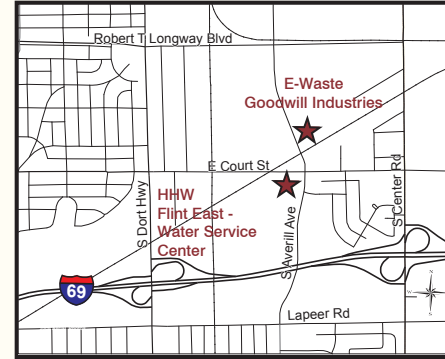 Robert T Longway Blvd
E-Waste
Goodwill Industries
E Court St
HHW
Flint East -
Water Service
Center
S Dort Hwy
S Averill Ave
S Center Rd
69
Lapeer Rd